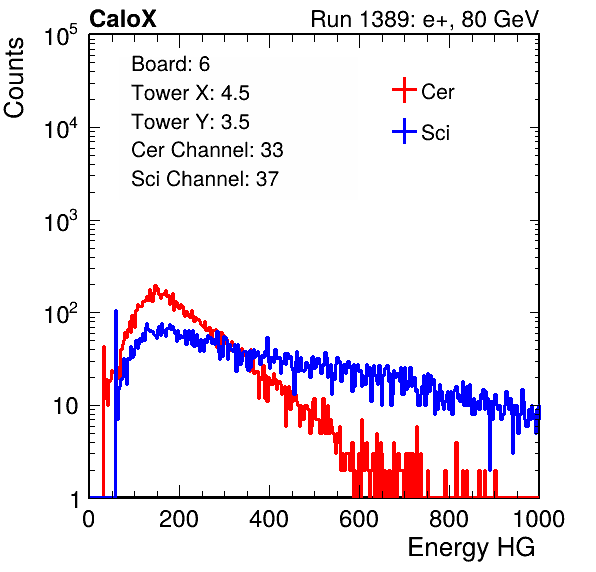 CaloX Run 1389: e+, 80 GeV
Counts
Board: 6
Tower X: 4.5
Tower Y: 3.5
Cer Channel: 33
Sci Channel: 37
Cer
Sci
10^5
10^4
10^3
10^2
10
1
0 200 400 600 800 1000
Energy HG